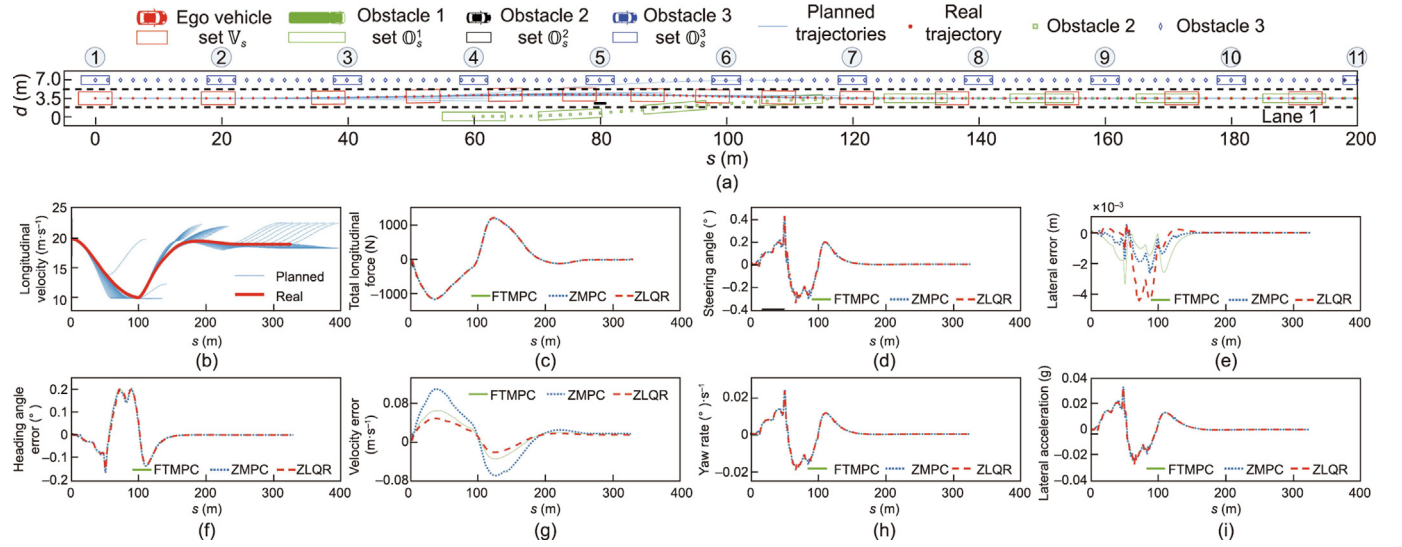 Ego vehicle Obstacle 1 Obstacle 2 Obstacle 3 Planned trajectories Real trajectory Obstacle 2 Obstacle 3
set 𝕍s set 𝕆s1 set 𝕆s2 set 𝕆s3
1 2 3 4 5 6 7 8 9 10 11
d (m)
7.0
3.5
0
Lane 1
0 20 40 60 80 100 120 140 160 180 200
s (m)
(a)
Longitudinal
velocity (m·s−1)
25
20
15
10
Planned
Real
0 100 200 300 400
s (m)
(b)
Total longitudinal
force (N)
1000
0
−1000
FTMPC ZMPC ZLQR
0 100 200 300 400
s (m)
(c)
Steering angle (°)
0.4
0.2
0
−0.2
−0.4
FTMPC ZMPC ZLQR
0 100 200 300 400
s (m)
(d)
Lateral error (m)
×10−3
0
−2
−4
FTMPC ZMPC ZLQR
0 100 200 300 400
s (m)
(e)
Heading angle
error (°)
0.2
0.1
0
−0.1
−0.2
FTMPC ZMPC ZLQR
0 100 200 300 400
s (m)
(f)
Velocity error
(m·s−1)
0.08
0
−0.08
FTMPC ZMPC ZLQR
0 100 200 300 400
s (m)
(g)
Yaw rate (°)·s−1
0.02
0
−0.02
FTMPC ZMPC ZLQR
0 100 200 300 400
s (m)
(h)
Lateral acceleration (g)
0.04
0.02
0
−0.02
−0.04
FTMPC ZMPC ZLQR
0 100 200 300 400
s (m)
(i)